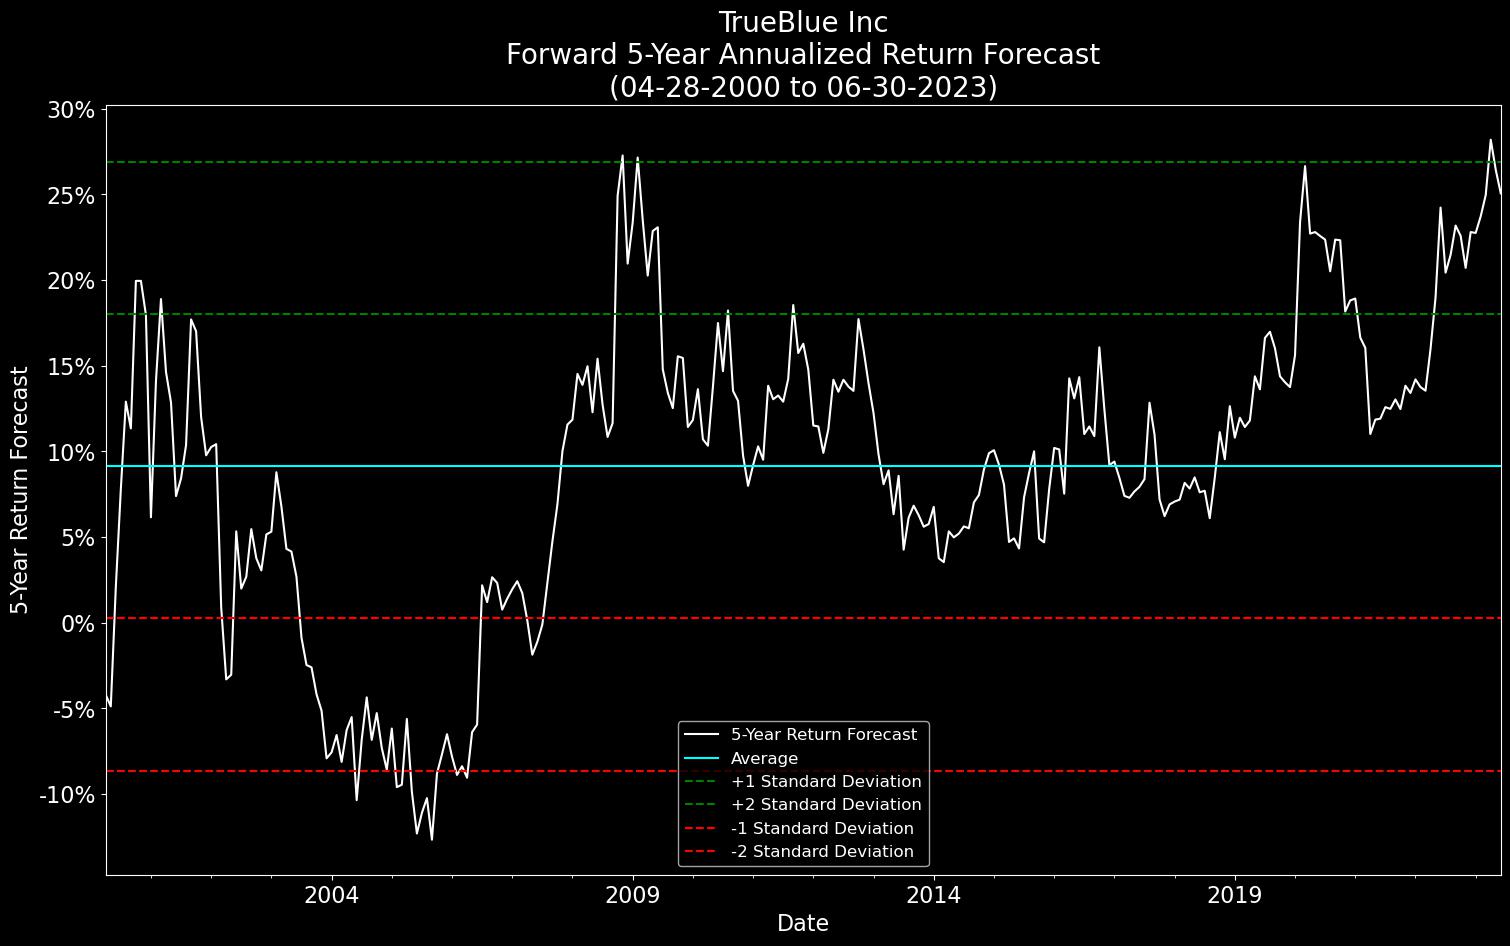 TrueBlue Inc
Forward 5-Year Annualized Return Forecast
(04-28-2000 to 06-30-2023)
5-Year Return Forecast
30%
25%
20%
15%
10%
5%
0%
-5%
-10%
5-Year Return Forecast
Average
+1 Standard Deviation
+2 Standard Deviation
-1 Standard Deviation
-2 Standard Deviation
2004
2009
2014
2019
Date